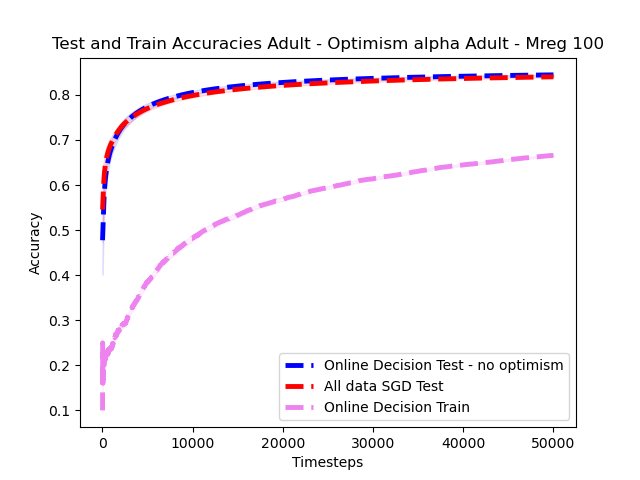 Test and Train Accuracies Adult - Optimism alpha Adult - Mreg 100
Accuracy
0.8
0.7
0.6
0.5
0.4
0.3
0.2
0.1
Online Decision Test - no optimism
All data SGD Test
Online Decision Train
0 10000 20000 30000 40000 50000
Timesteps